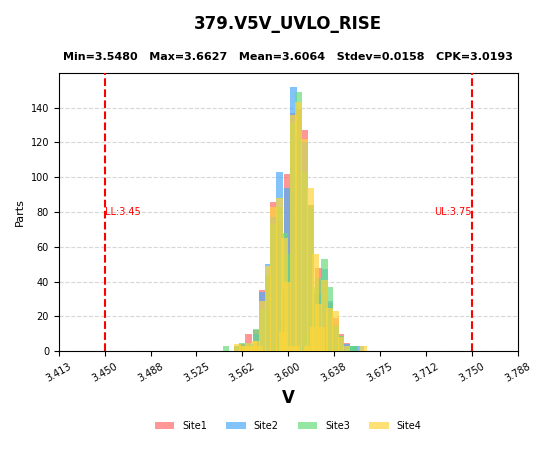 379.V5V_UVLO_RISE
Min=3.5480 Max=3.6627 Mean=3.6064 Stdev=0.0158 CPK=3.0193
Parts
140
120
100
80
60
40
20
0
LL:3.45
UL:3.75
3.413 3.450 3.488 3.525 3.562 3.600 3.638 3.675 3.712 3.750 3.788
V
Site1 Site2 Site3 Site4